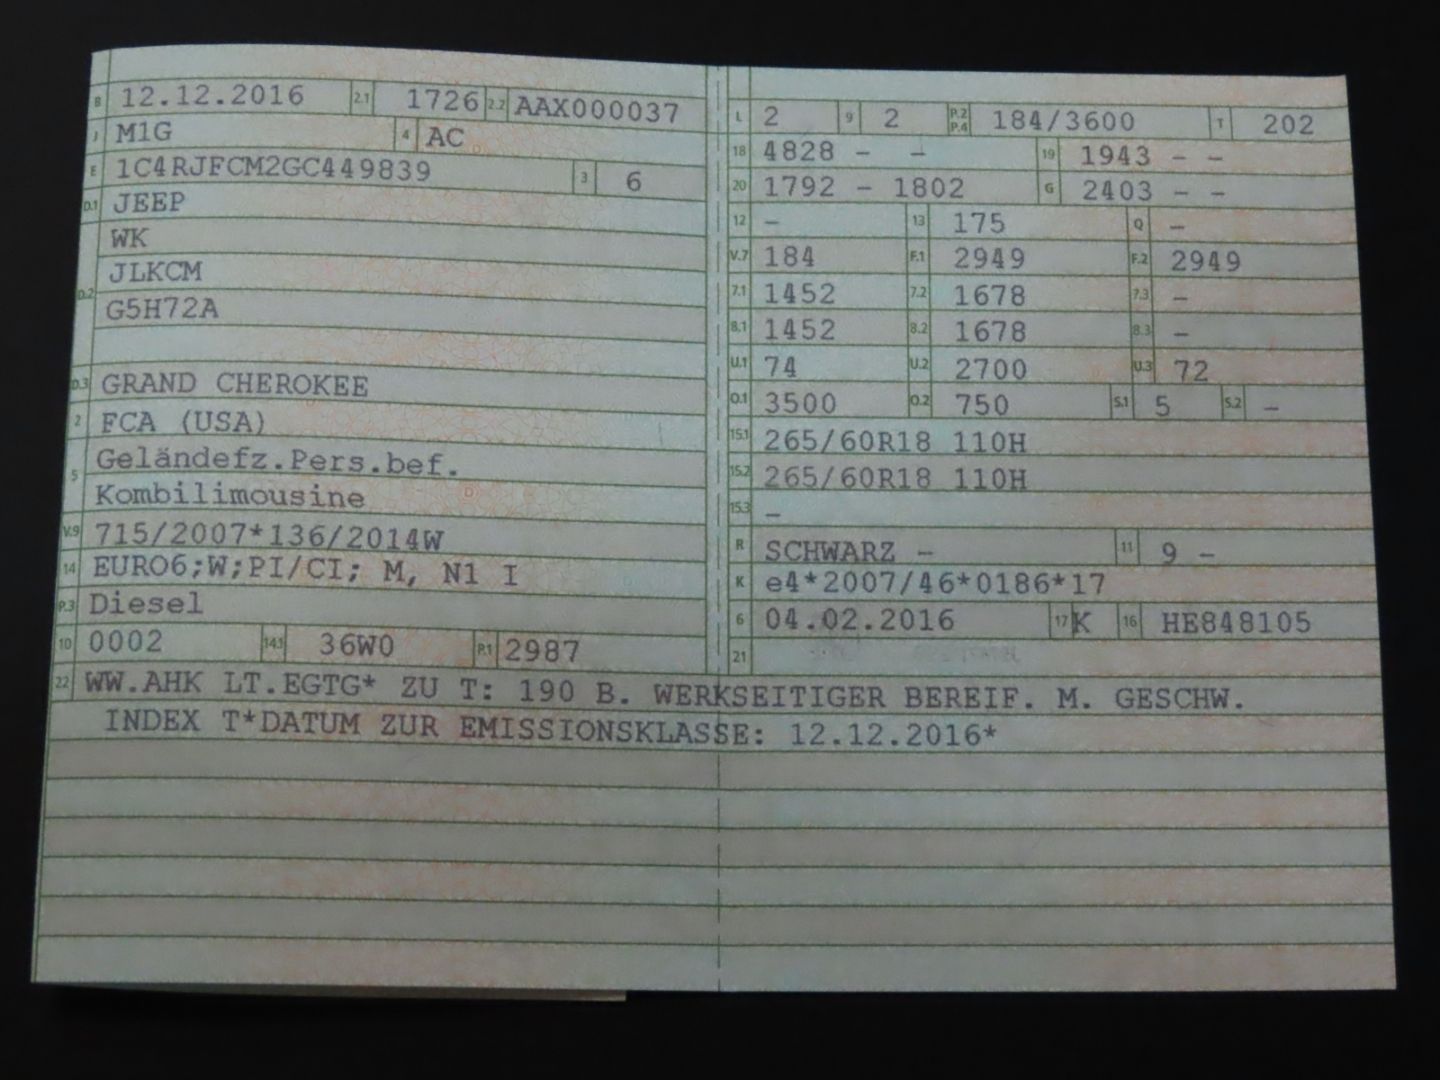 B 12.12.2016 2.1 1726 2.2 AAX000037
J M1G 4 AC
E 1C4RJFCM2GC449839 3 6
D.1 JEEP
WK
D.2 JLKCM
G5H72A
D.3 GRAND CHEROKEE
2 FCA (USA)
5 Geländefz.Pers.bef.
Kombilimousine
V.9 715/2007*136/2014W
14 EURO6;W;PI/CI; M, N1 I
P.3 Diesel
10 0002 14.1 36W0 P.1 2987
L 2 9 2 P.2 P.4 184/3600 T 202
18 4828 - - 19 1943 - -
20 1792 - 1802 G 2403 - -
12 - 13 175 Q -
V.7 184 F.1 2949 F.2 2949
7.1 1452 7.2 1678 7.3 -
8.1 1452 8.2 1678 8.3 -
U.1 74 U.2 2700 U.3 72
O.1 3500 O.2 750 S.1 5 S.2 -
15.1 265/60R18 110H
15.2 265/60R18 110H
15.3 -
R SCHWARZ - 11 9 -
K e4*2007/46*0186*17
6 04.02.2016 17 K 16 HE848105
21
22 WW.AHK LT.EGTG* ZU T: 190 B. WERKSEITIGER BEREIF. M. GESCHW.
INDEX T*DATUM ZUR EMISSIONSKLASSE: 12.12.2016*